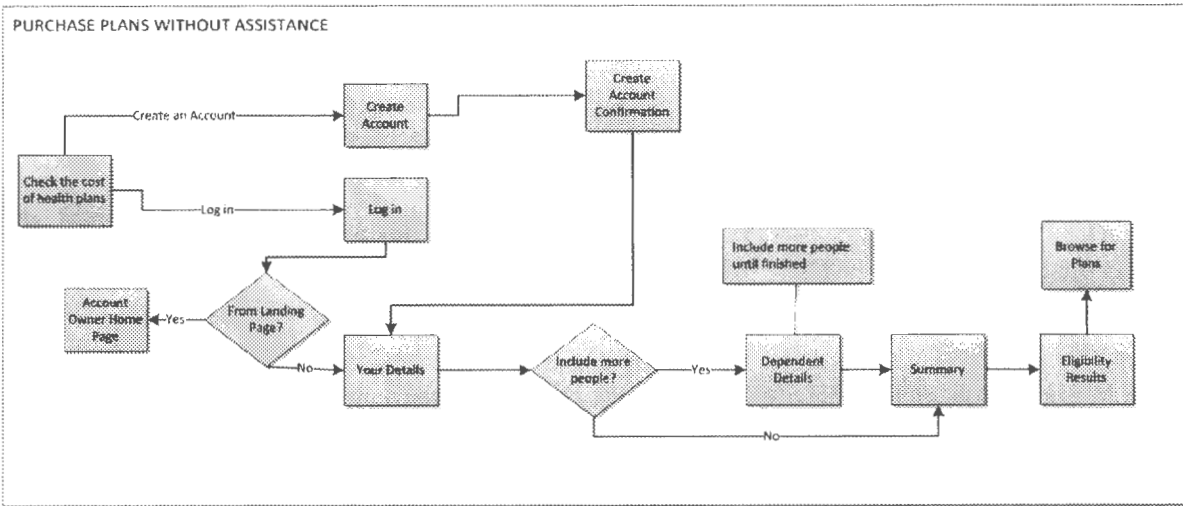 PURCHASE PLANS WITHOUT ASSISTANCE
Create
Account
Confirmation
Create
Account
Create an Account
Check the cost
of health plans
Log in
Log in
Include more people
until finished
Browse for
Plans
Account
Owner Home
Page
Yes
From Landing
Page?
No
Your Details
Include more
people?
Yes
Dependent
Details
Summary
Eligibility
Results
No